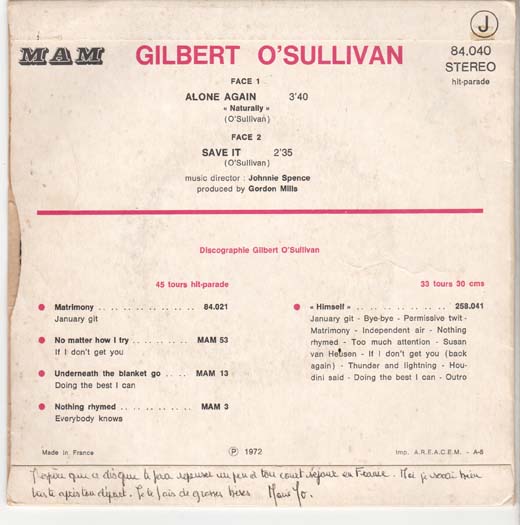 J
MAM GILBERT O'SULLIVAN 84.040
STEREO
hit-parade
FACE 1
ALONE AGAIN 3'40
« Naturally »
(O'Sullivan)
FACE 2
SAVE IT 2'35
(O'Sullivan)
music director : Johnnie Spence
produced by Gordon Mills
Discographie Gilbert O'Sullivan
45 tours hit-parade
Matrimony .. .. .. .. .. .. .. 84.021
January git
No matter how I try .. .. .. .. MAM 53
If I don't get you
Underneath the blanket go .. .. MAM 13
Doing the best I can
Nothing rhymed .. .. .. .. .. MAM 3
Everybody knows
33 tours 30 cms
« Himself » .. .. .. .. .. .. 258.041
January git - Bye-bye - Permissive twit -
Matrimony - Independent air - Nothing
rhymed - Too much attention - Susan
van Heusen - If I don't get you (back
again) - Thunder and lightning - Hou-
dini said - Doing the best I can - Outro
Made in France
℗ 1972
Imp. A.R.E.A.C.E.M. - A-6
J'espère que ce disque te fera repenser un peu à ton court séjour en France. Moi je serai bien
triste après ton départ. Je te fais de grosses bises. Marie Jo.